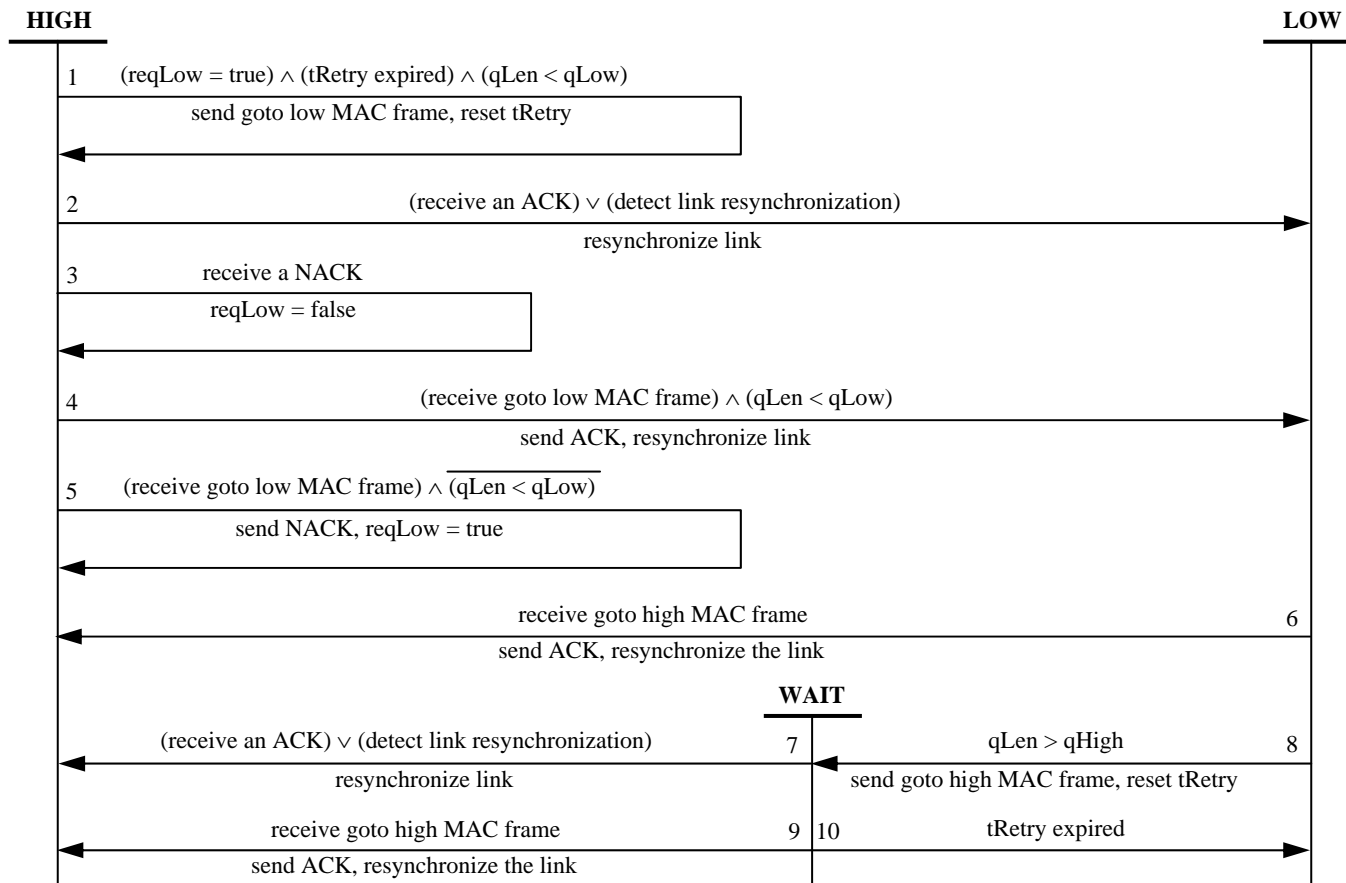 HIGH
LOW
1 (reqLow = true) ∧ (tRetry expired) ∧ (qLen < qLow)
send goto low MAC frame, reset tRetry
2 (receive an ACK) ∨ (detect link resynchronization)
resynchronize link
3 receive a NACK
reqLow = false
4 (receive goto low MAC frame) ∧ (qLen < qLow)
send ACK, resynchronize link
5 (receive goto low MAC frame) ∧ (qLen < qLow)
send NACK, reqLow = true
receive goto high MAC frame 6
send ACK, resynchronize the link
WAIT
(receive an ACK) ∨ (detect link resynchronization) 7
resynchronize link
qLen > qHigh 8
send goto high MAC frame, reset tRetry
receive goto high MAC frame 9
send ACK, resynchronize the link
10 tRetry expired